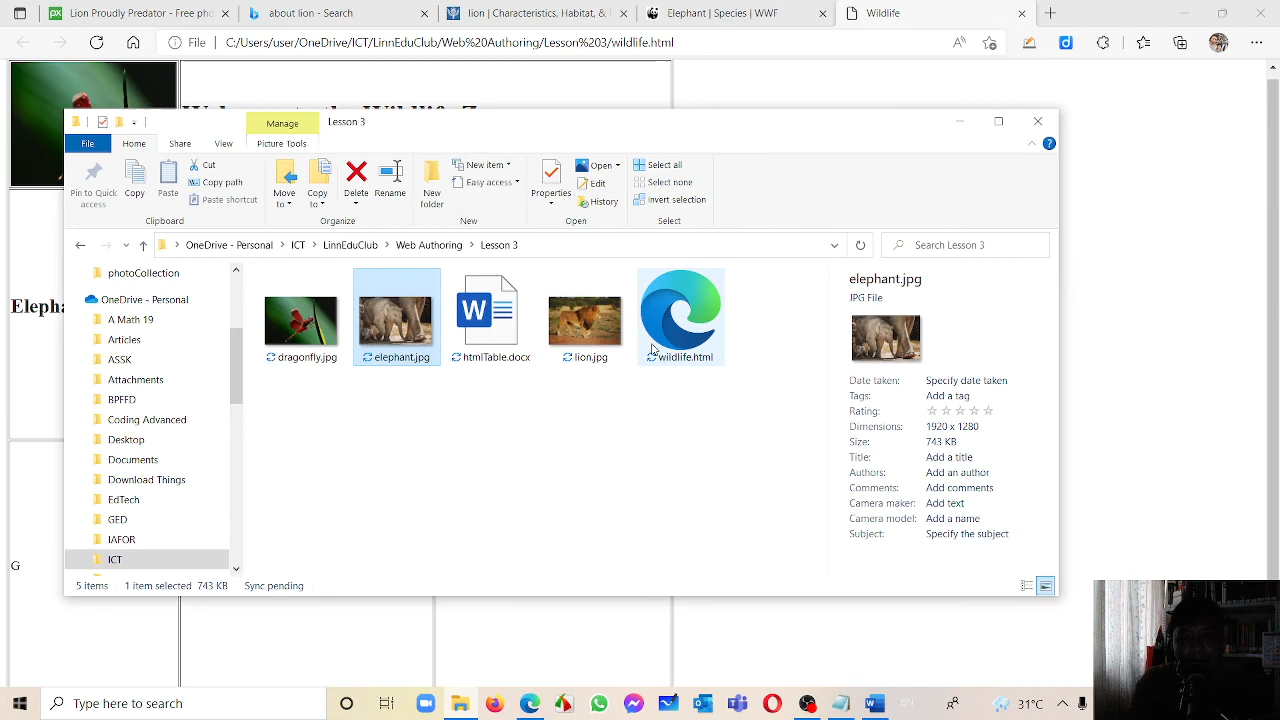 Lion Predator - Free pho
about lion - Search
lion | Characteristics, Habitat, &
Elephant | Species | WWF
Wildlife
File
C:/Users/user/OneDrive/ICT/LinnEduClub/Web%20Authoring/Lesson%203/wildlife.html
Manage
Lesson 3
File
Home
Share
View
Picture Tools
Pin to Quick access
Copy
Paste
Cut
Copy path
Paste shortcut
Clipboard
Move to
Copy to
Delete
Rename
Organize
New folder
New item
Easy access
New
Properties
Open
Edit
History
Open
Select all
Select none
Invert selection
Select
OneDrive - Personal
ICT
LinnEduClub
Web Authoring
Lesson 3
Search Lesson 3
photoCollection
OneDrive - Personal
A Math 19
Articles
ASSK
Attachments
BPFFD
Coding Advanced
Desktop
Documents
Download Things
EdTech
GED
IAFOR
ICT
dragonfly.jpg
elephant.jpg
htmlTable.docx
lion.jpg
wildlife.html
elephant.jpg
JPG File
Date taken: Specify date taken
Tags: Add a tag
Rating: ☆ ☆ ☆ ☆ ☆
Dimensions: 1920 x 1280
Size: 743 KB
Title: Add a title
Authors: Add an author
Comments: Add comments
Camera maker: Add text
Camera model: Add a name
Subject: Specify the subject
Elepha
G
5 items
1 item selected 743 KB
Sync pending
Type here to search
ENG
31°C